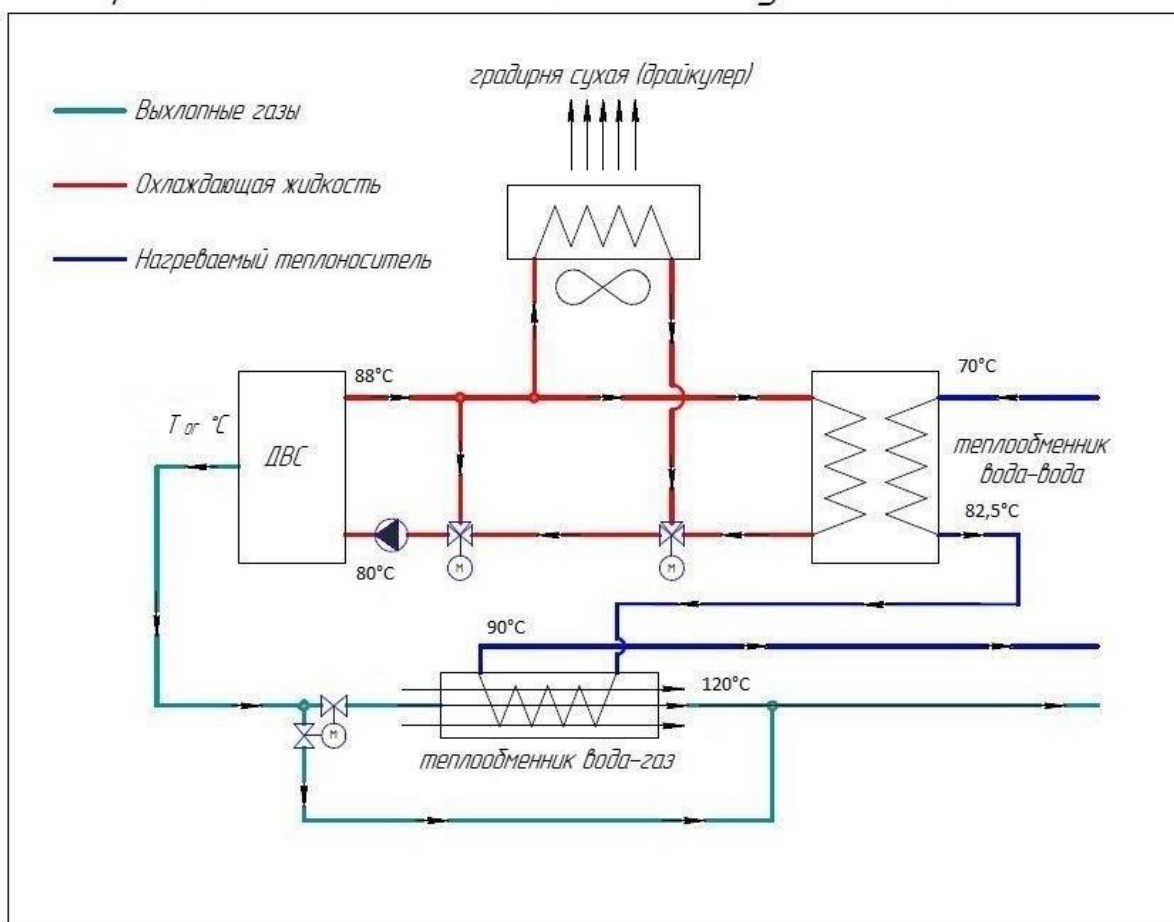 градирня сухая (драйкулер)
Выхлопные газы
Охлаждающая жидкость
Нагреваемый теплоноситель
88°C
70°C
Т ог °C
ДВС
теплообменник
вода-вода
82,5°C
80°C
М
М
90°C
120°C
М
теплообменник вода-газ